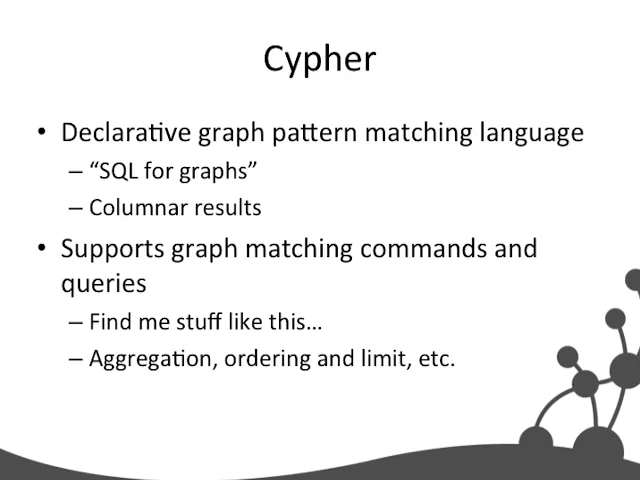 Cypher
• Declarative graph pattern matching language
– “SQL for graphs”
– Columnar results
• Supports graph matching commands and
queries
– Find me stuff like this…
– Aggregation, ordering and limit, etc.